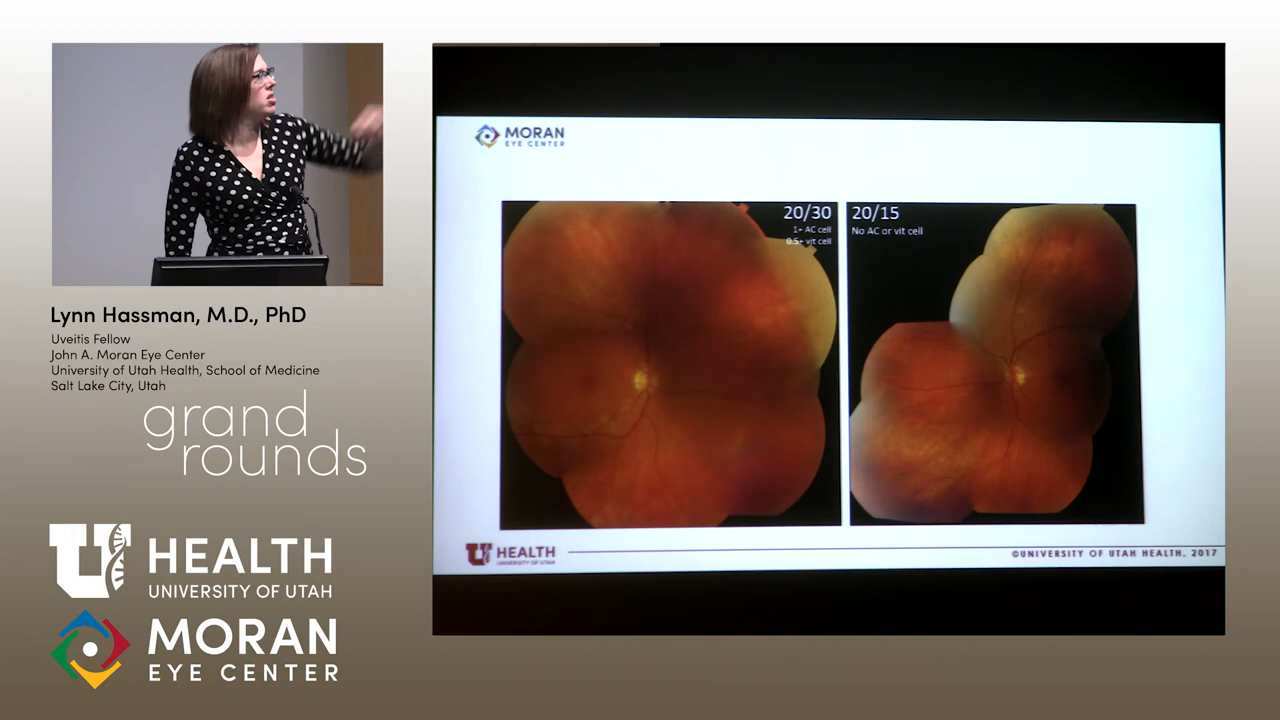 Lynn Hassman, M.D., PhD
Uveitis Fellow
John A. Moran Eye Center
University of Utah Health, School of Medicine
Salt Lake City, Utah
grand
rounds
U HEALTH
UNIVERSITY OF UTAH
MORAN
EYE CENTER
MORAN
EYE CENTER
20/30
1+ AC cell
0.5+ vit cell
20/15
No AC or vit cell
U HEALTH
UNIVERSITY OF UTAH
©UNIVERSITY OF UTAH HEALTH, 2017